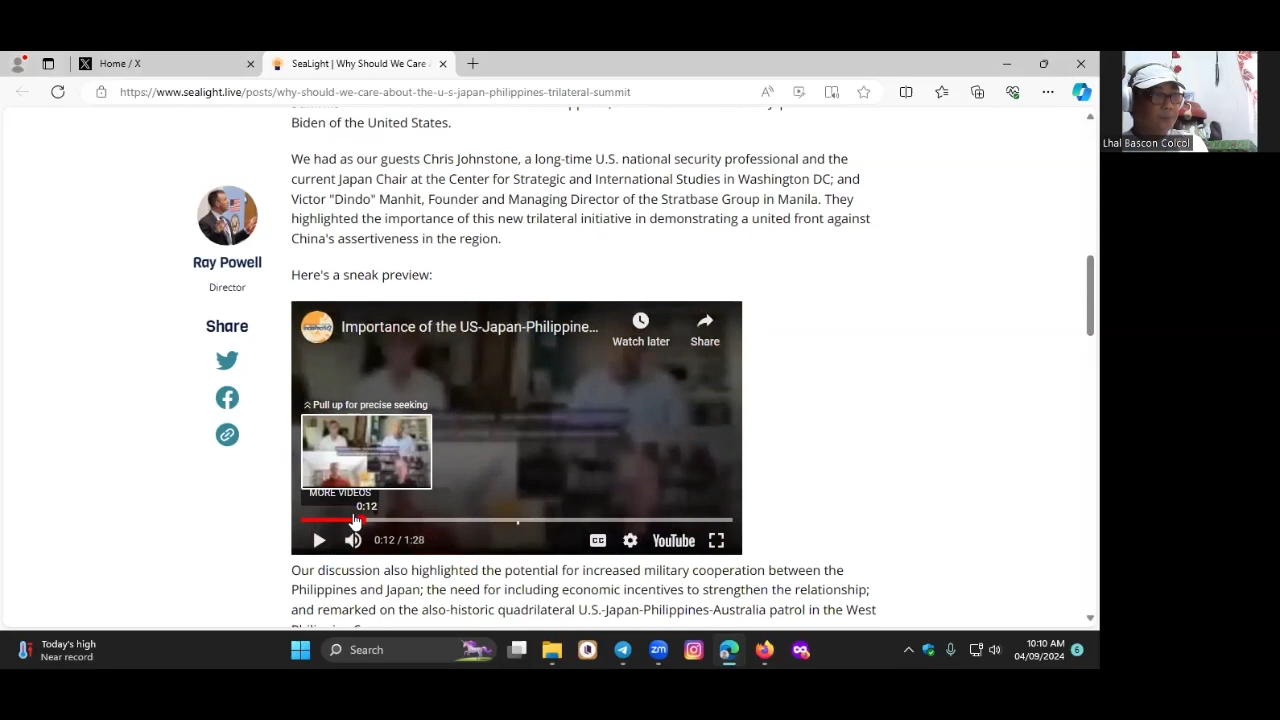 Home / X
SeaLight | Why Should We Care
https://www.sealight.live/posts/why-should-we-care-about-the-u-s-japan-philippines-trilateral-summit
Lhal Bascon Colcol
Biden of the United States.
We had as our guests Chris Johnstone, a long-time U.S. national security professional and the
current Japan Chair at the Center for Strategic and International Studies in Washington DC; and
Victor "Dindo" Manhit, Founder and Managing Director of the Stratbase Group in Manila. They
highlighted the importance of this new trilateral initiative in demonstrating a united front against
China's assertiveness in the region.
Ray Powell
Director
Share
Here's a sneak preview:
Importance of the US-Japan-Philippine...
Watch later
Share
Pull up for precise seeking
MORE VIDEOS
0:12
0:12 / 1:28
CC
YouTube
Our discussion also highlighted the potential for increased military cooperation between the
Philippines and Japan; the need for including economic incentives to strengthen the relationship;
and remarked on the also-historic quadrilateral U.S.-Japan-Philippines-Australia patrol in the West
Today's high
Near record
Search
zm
10:10 AM
04/09/2024
6